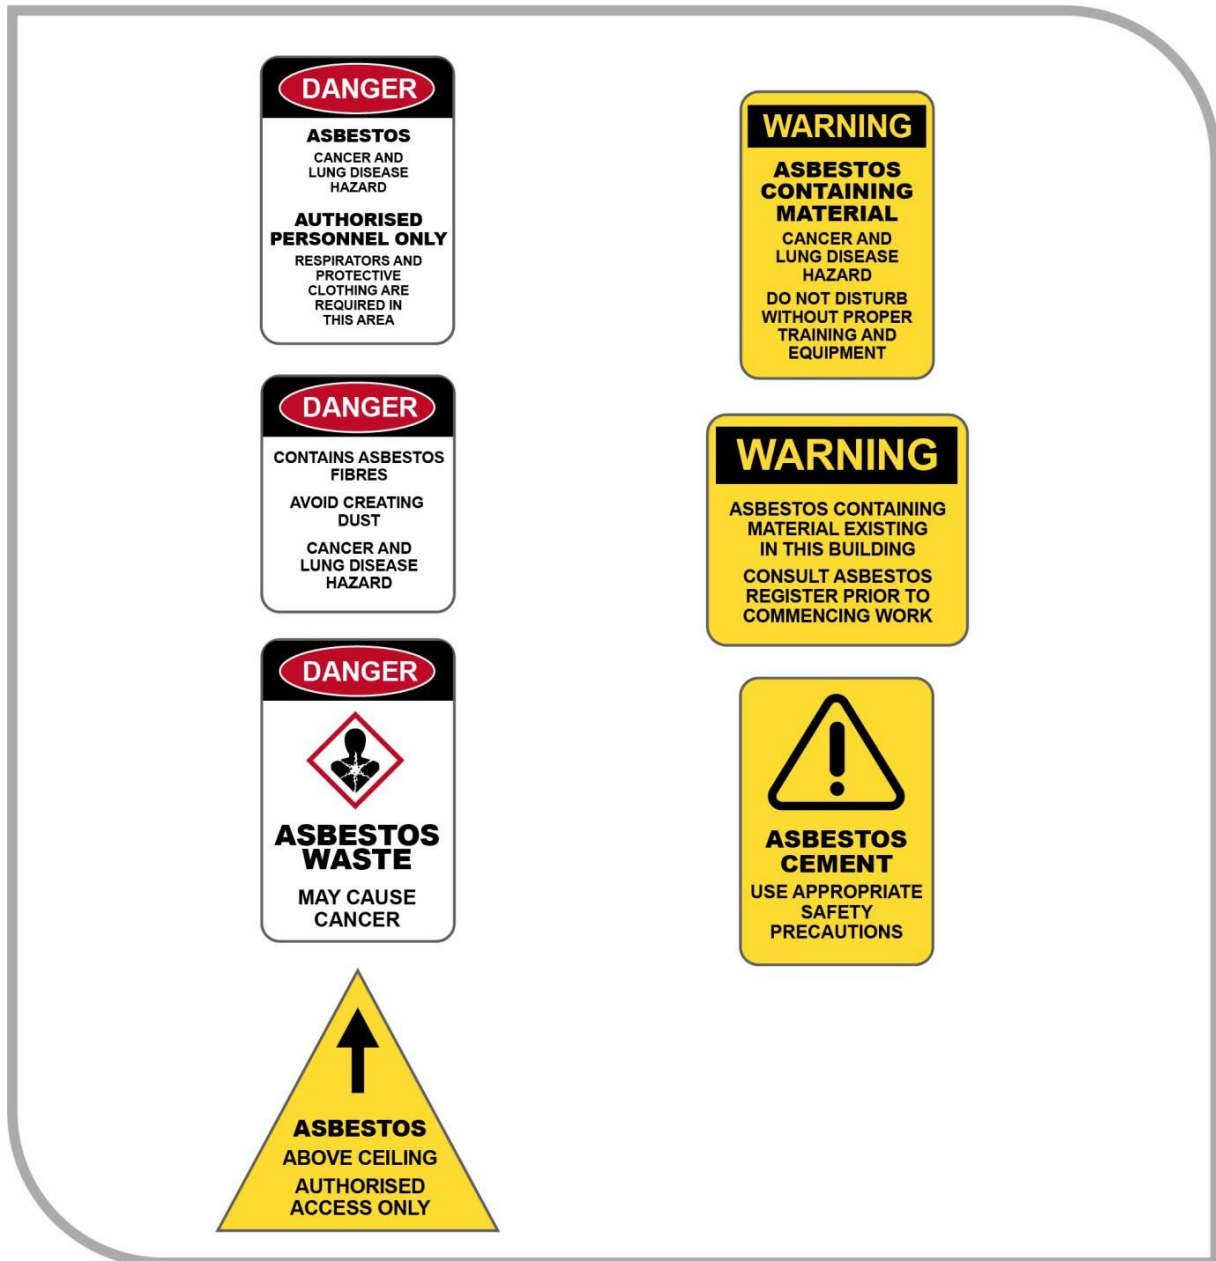 DANGER
ASBESTOS
CANCER AND
LUNG DISEASE
HAZARD
AUTHORISED
PERSONNEL ONLY
RESPIRATORS AND
PROTECTIVE
CLOTHING ARE
REQUIRED IN
THIS AREA
DANGER
CONTAINS ASBESTOS
FIBRES
AVOID CREATING
DUST
CANCER AND
LUNG DISEASE
HAZARD
DANGER
ASBESTOS
WASTE
MAY CAUSE
CANCER
ASBESTOS
ABOVE CEILING
AUTHORISED
ACCESS ONLY
WARNING
ASBESTOS
CONTAINING
MATERIAL
CANCER AND
LUNG DISEASE
HAZARD
DO NOT DISTURB
WITHOUT PROPER
TRAINING AND
EQUIPMENT
WARNING
ASBESTOS CONTAINING
MATERIAL EXISTING
IN THIS BUILDING
CONSULT ASBESTOS
REGISTER PRIOR TO
COMMENCING WORK
ASBESTOS
CEMENT
USE APPROPRIATE
SAFETY
PRECAUTIONS